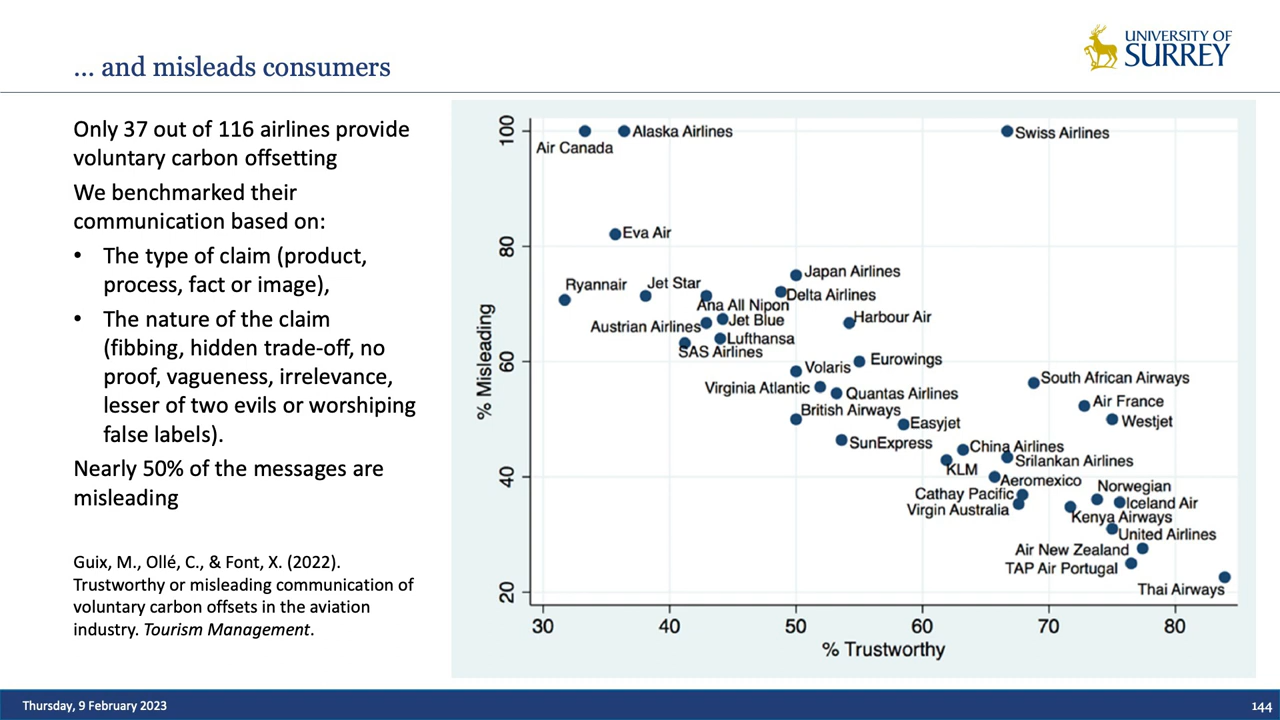 ... and misleads consumers
UNIVERSITY OF
SURREY
Only 37 out of 116 airlines provide
voluntary carbon offsetting
We benchmarked their
communication based on:
• The type of claim (product,
process, fact or image),
• The nature of the claim
(fibbing, hidden trade-off, no
proof, vagueness, irrelevance,
lesser of two evils or worshiping
false labels).
Nearly 50% of the messages are
misleading
Guix, M., Ollé, C., & Font, X. (2022).
Trustworthy or misleading communication of
voluntary carbon offsets in the aviation
industry. Tourism Management.
% Misleading
100
80
60
40
20
Alaska Airlines
Swiss Airlines
Air Canada
Eva Air
Japan Airlines
Ryannair
Jet Star
Delta Airlines
Ana All Nipon
Harbour Air
Jet Blue
Austrian Airlines
Lufthansa
SAS Airlines
Eurowings
Volaris
South African Airways
Virginia Atlantic
Quantas Airlines
Air France
British Airways
Westjet
Easyjet
SunExpress
China Airlines
Srilankan Airlines
KLM
Aeromexico
Norwegian
Cathay Pacific
Iceland Air
Virgin Australia
Kenya Airways
United Airlines
Air New Zealand
TAP Air Portugal
Thai Airways
30 40 50 60 70 80
% Trustworthy
Thursday, 9 February 2023
144